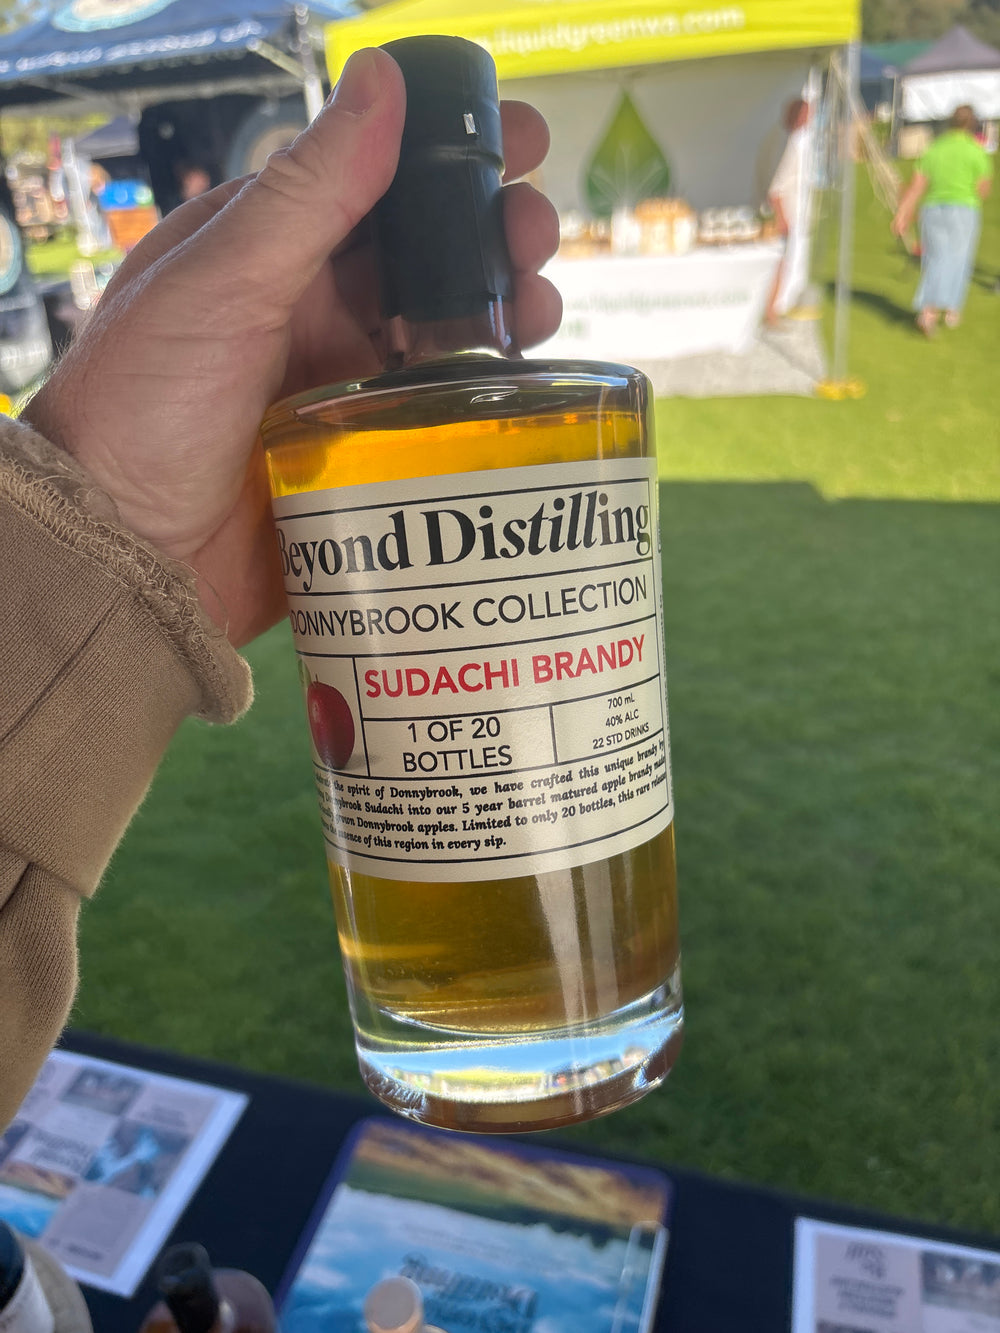 liquidgreenwa.com
Beyond Distilling
DONNYBROOK COLLECTION
SUDACHI BRANDY
1 OF 20
BOTTLES
700 mL
40% ALC
22 STD DRINKS
the spirit of Donnybrook, we have crafted this unique brandy by
Donnybrook Sudachi into our 5 year barrel matured apple brandy made
grown Donnybrook apples. Limited to only 20 bottles, this rare release
essence of this region in every sip.